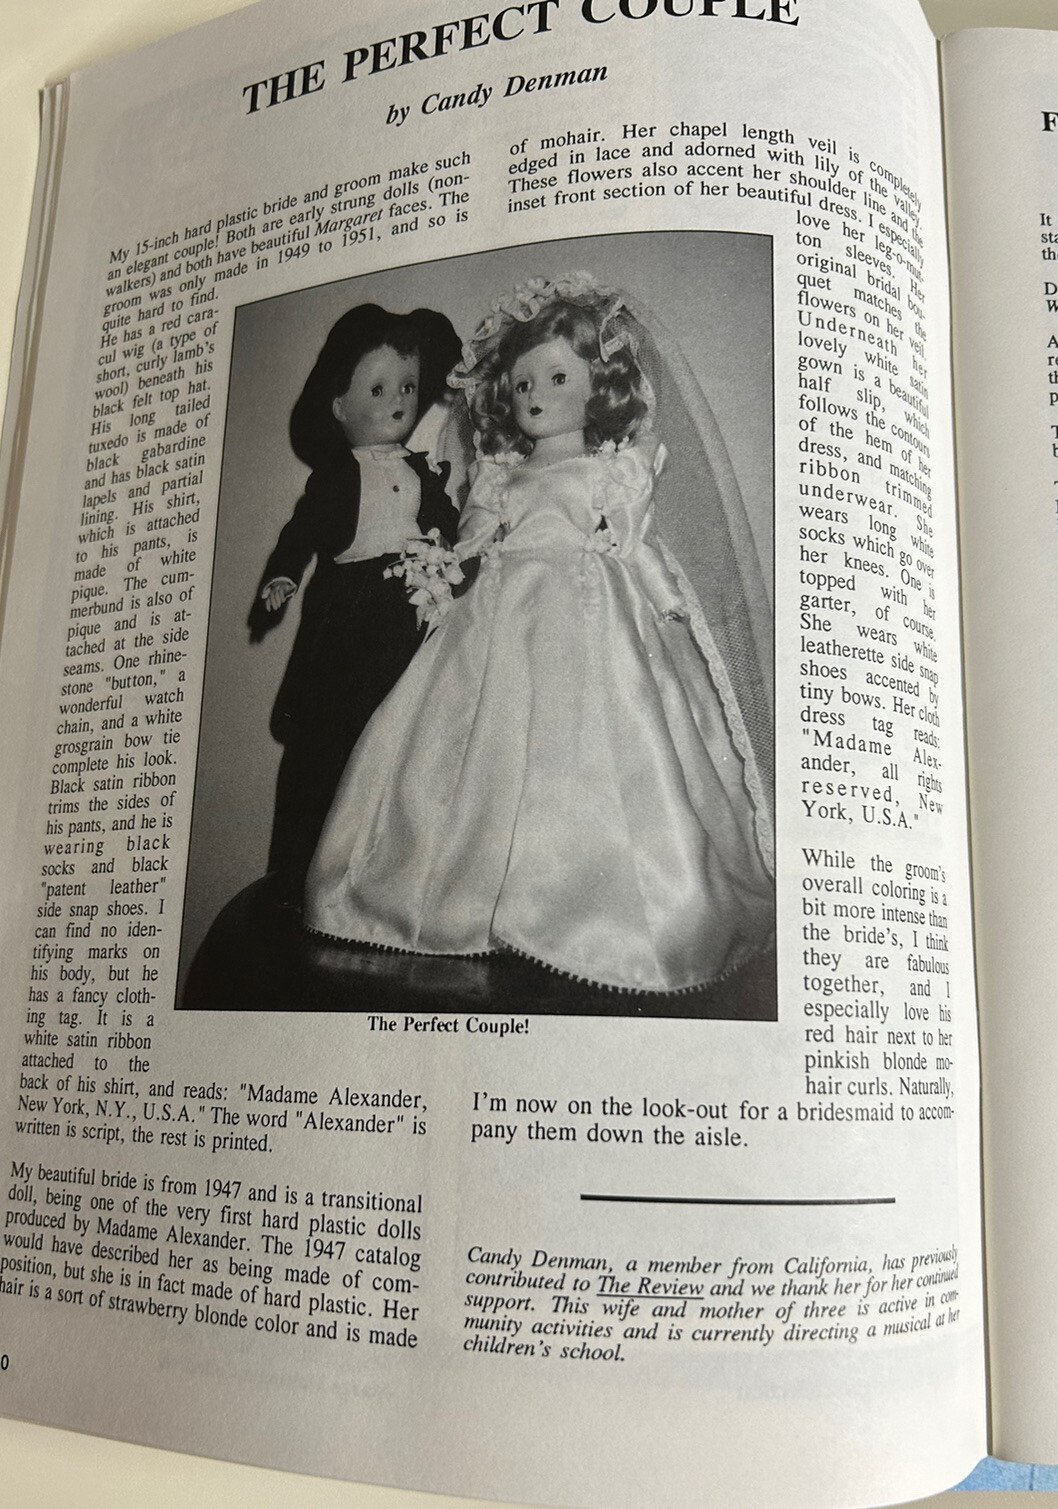 THE PERFECT COUPLE
by Candy Denman
My 15-inch hard plastic bride and groom make such
an elegant couple! Both are early strung dolls (non-
walkers) and both have beautiful Margaret faces. The
groom was only made in 1949 to 1951, and so is
quite hard to find.
He has a red cara-
cul wig (a type of
short, curly lamb's
wool) beneath his
black felt top hat.
His long tailed
tuxedo is made of
black gabardine
and has black satin
lapels and partial
lining. His shirt,
which is attached
to his pants, is
made of white
pique. The cum-
merbund is also of
pique and is at-
tached at the side
seams. One rhine-
stone "button," a
wonderful watch
chain, and a white
grosgrain bow tie
complete his look.
Black satin ribbon
trims the sides of
his pants, and he is
wearing black
socks and black
"patent leather"
side snap shoes. I
can find no iden-
tifying marks on
his body, but he
has a fancy cloth-
ing tag. It is a
white satin ribbon
attached to the
back of his shirt, and reads: "Madame Alexander,
New York, N.Y., U.S.A." The word "Alexander" is
written is script, the rest is printed.
My beautiful bride is from 1947 and is a transitional
doll, being one of the very first hard plastic dolls
produced by Madame Alexander. The 1947 catalog
would have described her as being made of com-
position, but she is in fact made of hard plastic. Her
hair is a sort of strawberry blonde color and is made
of mohair. Her chapel length veil is completely
edged in lace and adorned with lily of the valley.
These flowers also accent her shoulder line and the
inset front section of her beautiful dress. I especially
love her leg-o-mut-
ton sleeves. Her
original bridal bou-
quet matches the
flowers on her veil.
Underneath her
lovely white satin
gown is a beautiful
half slip, which
follows the contours
of the hem of her
dress, and matching
ribbon trimmed
underwear. She
wears long white
socks which go over
her knees. One is
topped with her
garter, of course.
She wears white
leatherette side snap
shoes accented by
tiny bows. Her cloth
dress tag reads:
"Madame Alex-
ander, all rights
reserved, New
York, U.S.A."
While the groom's
overall coloring is a
bit more intense than
the bride's, I think
they are fabulous
together, and I
especially love his
red hair next to her
pinkish blonde mo-
hair curls. Naturally,
I'm now on the look-out for a bridesmaid to accom-
pany them down the aisle.
The Perfect Couple!
Candy Denman, a member from California, has previously
contributed to The Review and we thank her for her continued
support. This wife and mother of three is active in com-
munity activities and is currently directing a musical at her
children's school.
0
F
It
sta
th
D
W
A
re
th
p